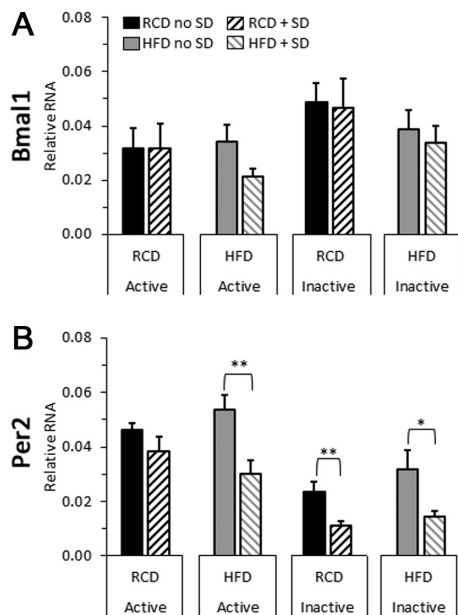 A
RCD no SD RCD + SD
HFD no SD HFD + SD
Bmal1
Relative RNA
0.08
0.06
0.04
0.02
0.00
RCD HFD RCD HFD
Active Active Inactive Inactive
B
Per2
Relative RNA
0.08
0.06
0.04
0.02
0.00
**
**
*
RCD HFD RCD HFD
Active Active Inactive Inactive